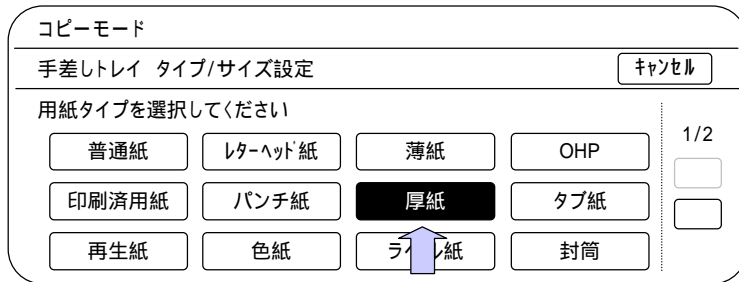 コピーモード
手差しトレイ タイプ/サイズ設定 ｷｬﾝｾﾙ
用紙タイプを選択してください
1/2
普通紙 ﾚﾀｰﾍｯﾄﾞ紙 薄紙 OHP
印刷済用紙 パンチ紙 厚紙 タブ紙
再生紙 色紙 紙 封筒